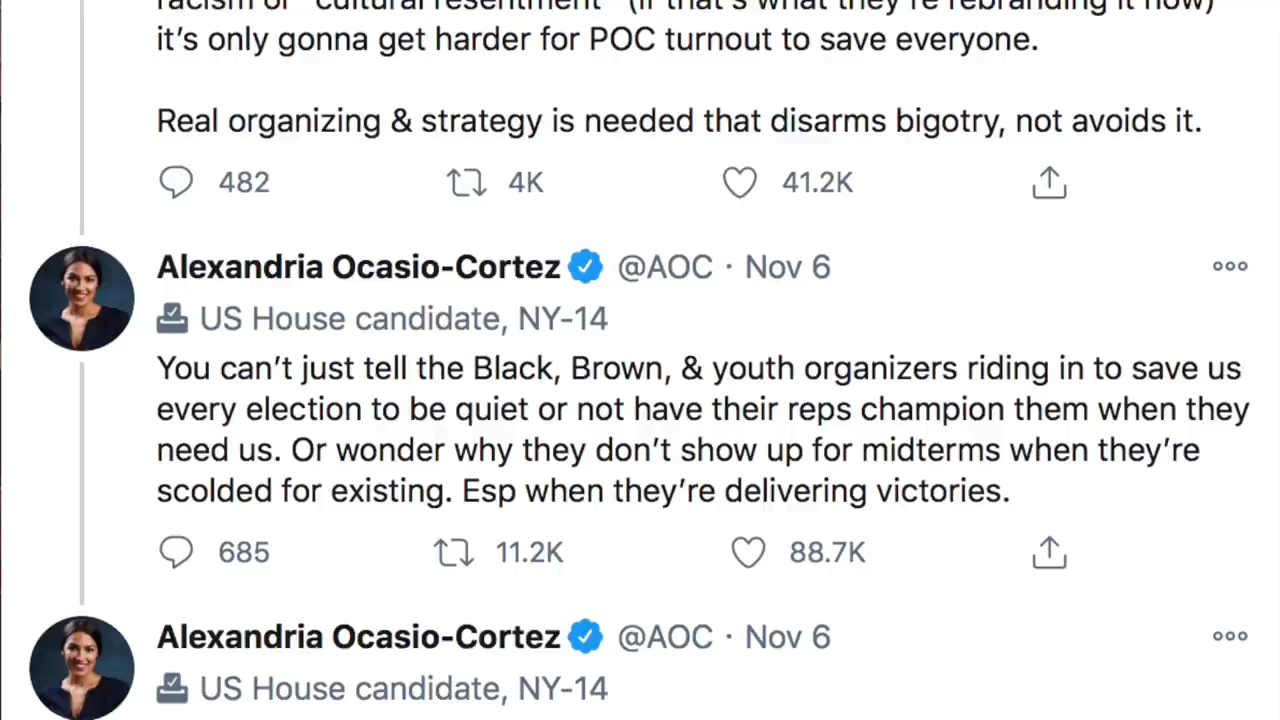 racism or "cultural resentment" (if that's what they're rebranding it now)
it's only gonna get harder for POC turnout to save everyone.
Real organizing & strategy is needed that disarms bigotry, not avoids it.
482 4K 41.2K
Alexandria Ocasio-Cortez @AOC · Nov 6
US House candidate, NY-14
You can't just tell the Black, Brown, & youth organizers riding in to save us
every election to be quiet or not have their reps champion them when they
need us. Or wonder why they don't show up for midterms when they're
scolded for existing. Esp when they're delivering victories.
685 11.2K 88.7K
Alexandria Ocasio-Cortez @AOC · Nov 6
US House candidate, NY-14